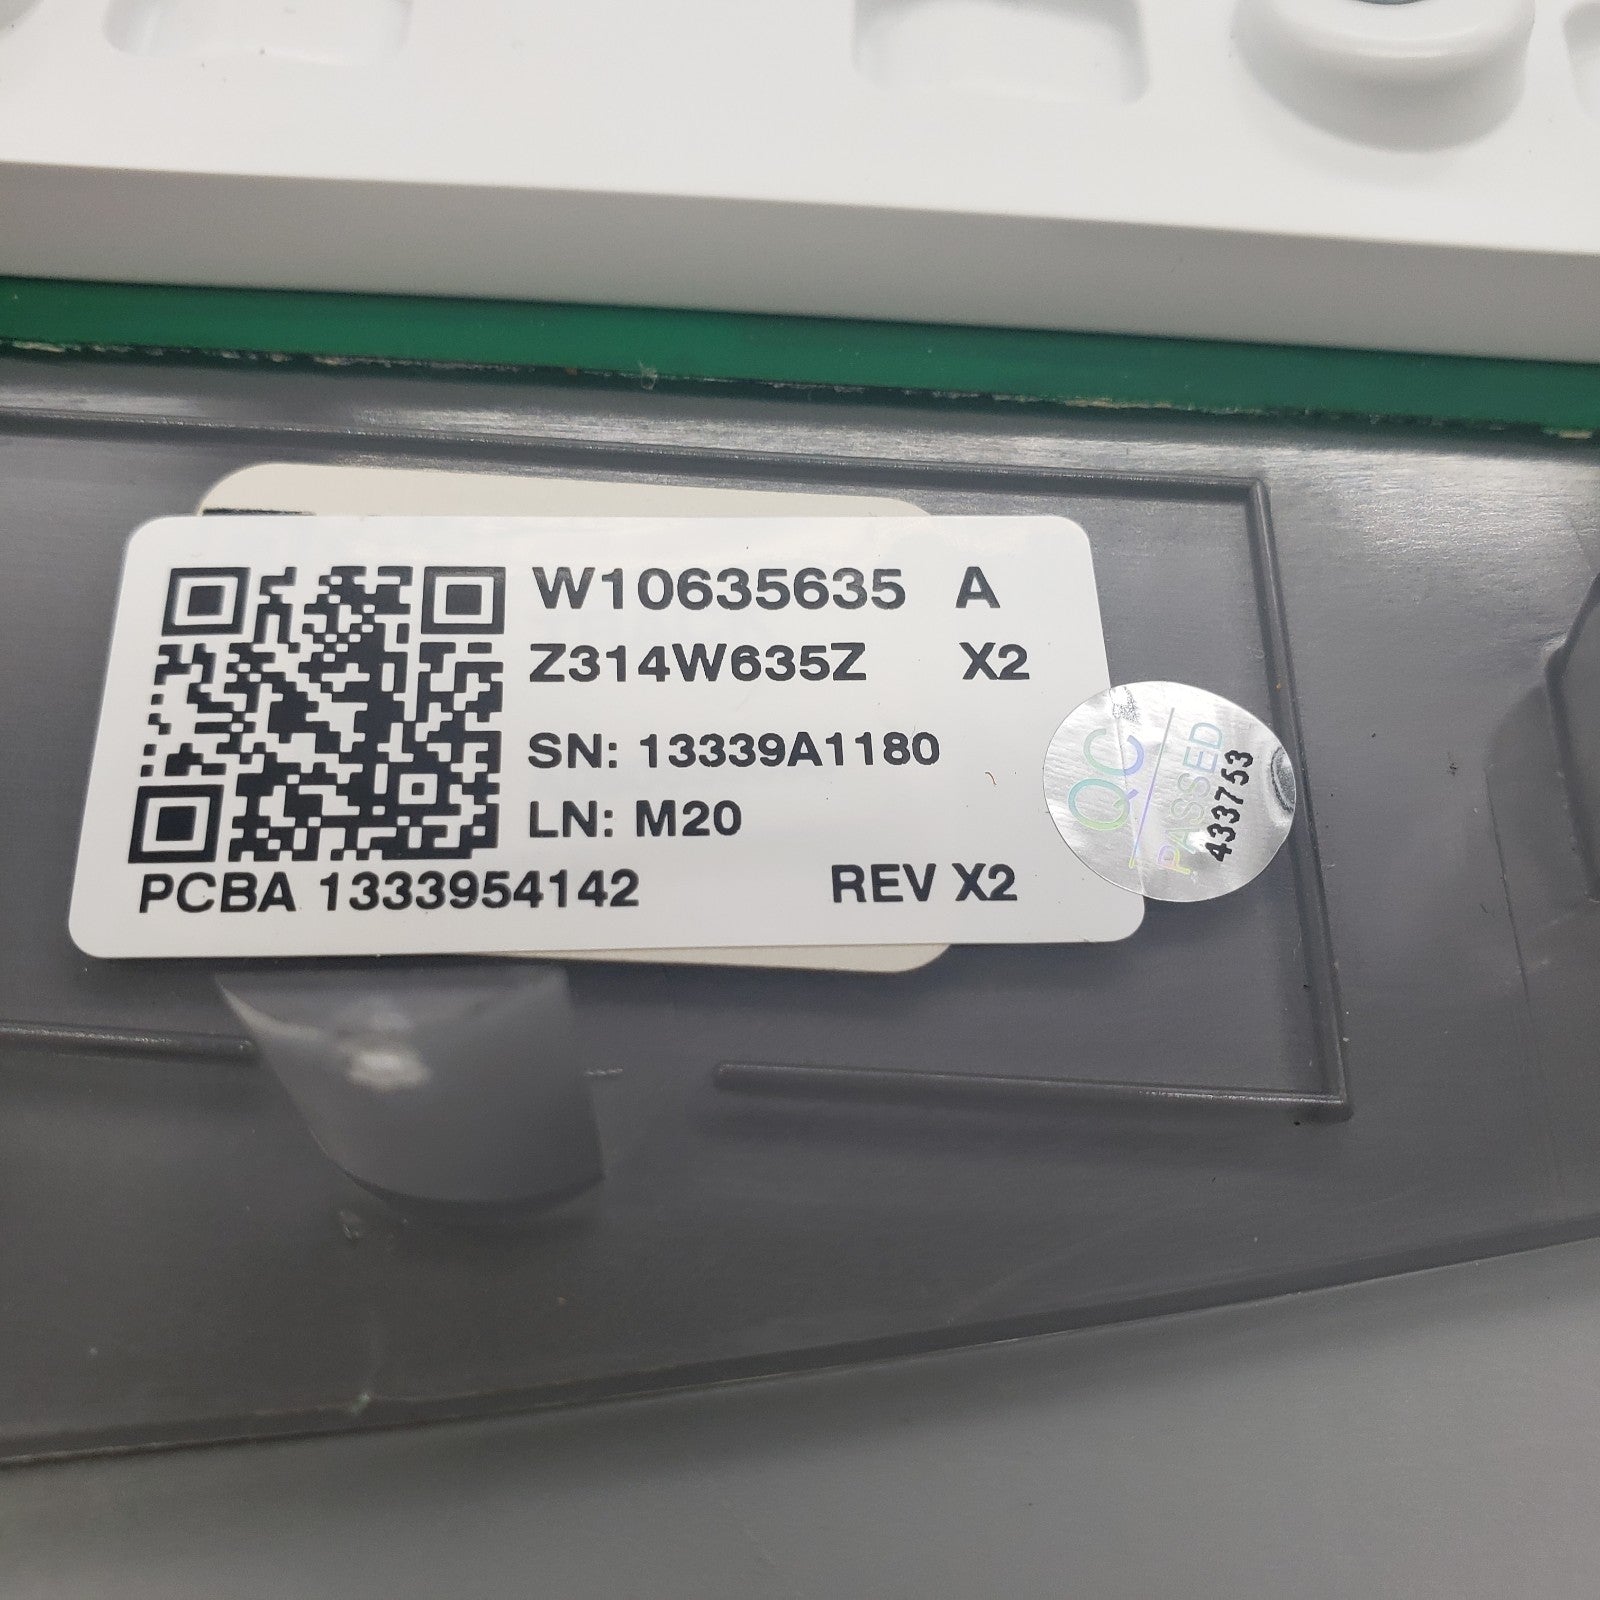 W10635635 A
Z314W635Z X2
SN: 13339A1180
LN: M20
PCBA 1333954142 REV X2
QC
PASSED
433753